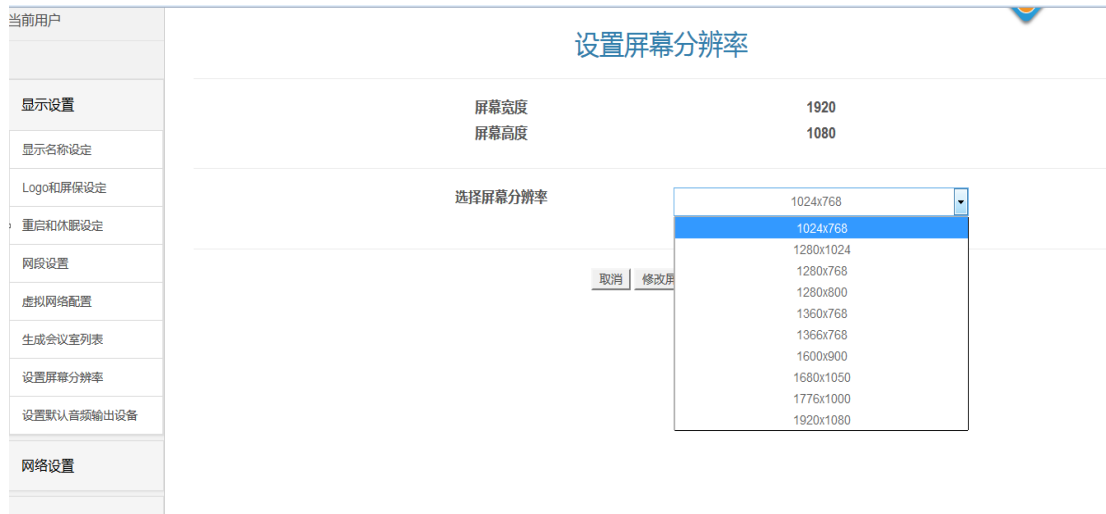 当前用户
显示设置
显示名称设定
Logo和屏保设定
重启和休眠设定
网段设置
虚拟网络配置
生成会议室列表
设置屏幕分辨率
设置默认音频输出设备
网络设置
设置屏幕分辨率
屏幕宽度 1920
屏幕高度 1080
选择屏幕分辨率 1024x768
1024x768
1280x1024
1280x768
1280x800
1360x768
1366x768
1600x900
1680x1050
1776x1000
1920x1080
取消 修改屏